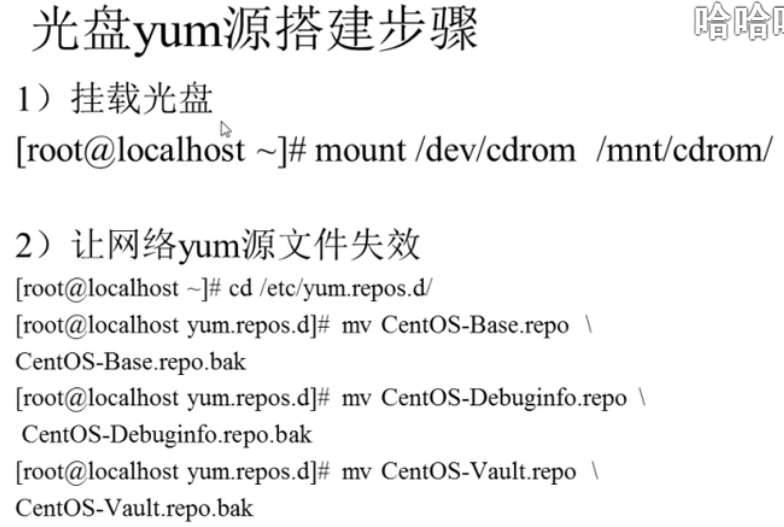 光盘yum源搭建步骤
哈哈
1）挂载光盘
[root@localhost ~]# mount /dev/cdrom /mnt/cdrom/
2）让网络yum源文件失效
[root@localhost ~]# cd /etc/yum.repos.d/
[root@localhost yum.repos.d]# mv CentOS-Base.repo \
CentOS-Base.repo.bak
[root@localhost yum.repos.d]# mv CentOS-Debuginfo.repo \
CentOS-Debuginfo.repo.bak
[root@localhost yum.repos.d]# mv CentOS-Vault.repo \
CentOS-Vault.repo.bak